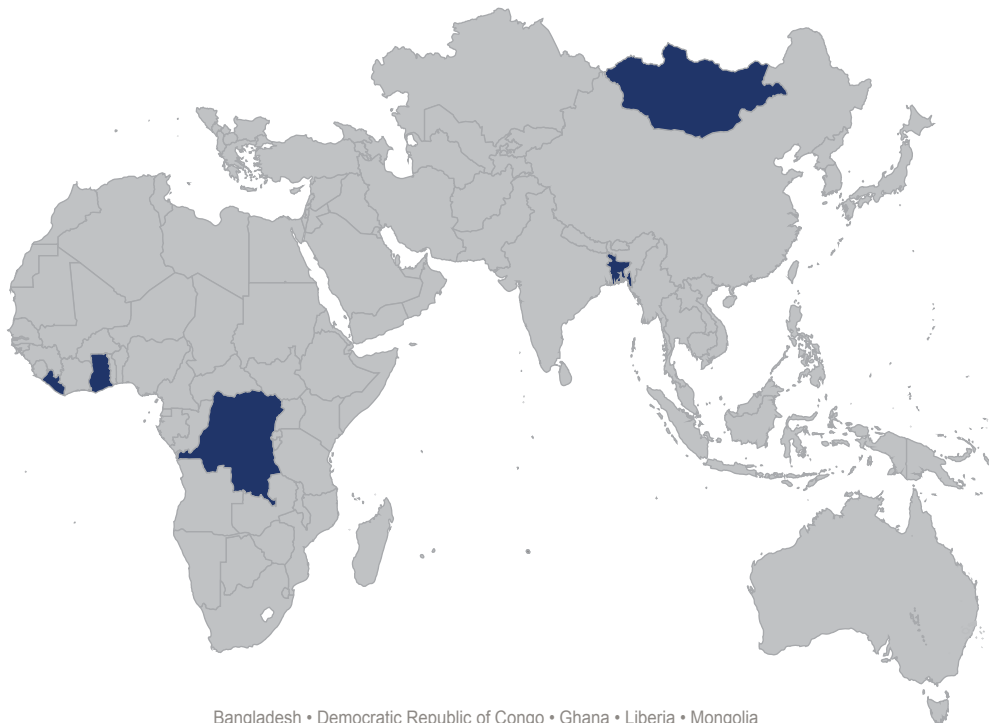 Bangladesh • Democratic Republic of Congo • Ghana • Liberia • Mongolia